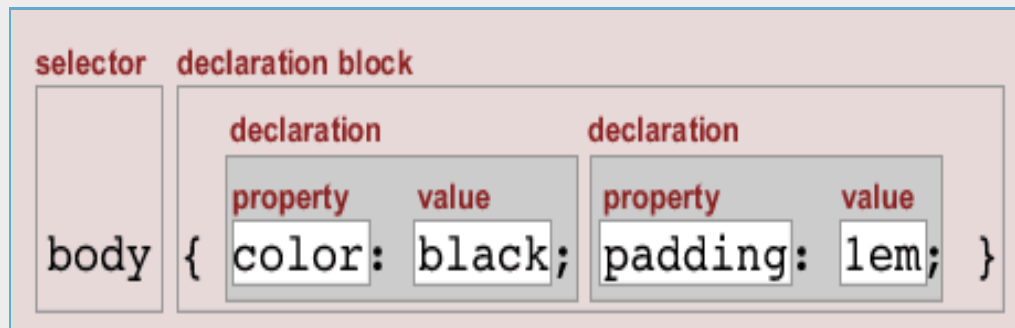 selector declaration block
declaration declaration
property value property value
body { color: black; padding: 1em; }